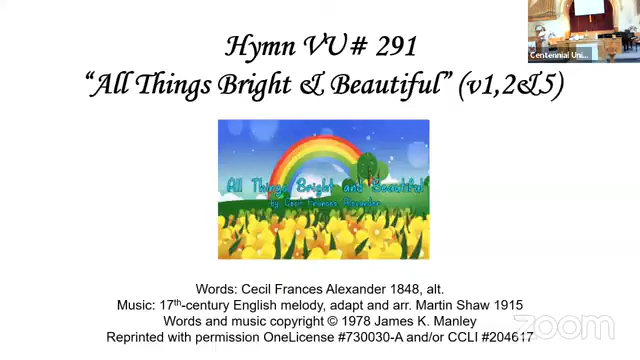 Hymn VU# 291
“All Things Bright & Beautiful” (v1,2&5)
Centennial Uni...
All Things Bright and Beautiful
by Cecil Frances Alexander
Words: Cecil Frances Alexander 1848, alt.
Music: 17th-century English melody, adapt and arr. Martin Shaw 1915
Words and music copyright © 1978 James K. Manley
Reprinted with permission OneLicense #730030-A and/or CCLI #204617
zoom